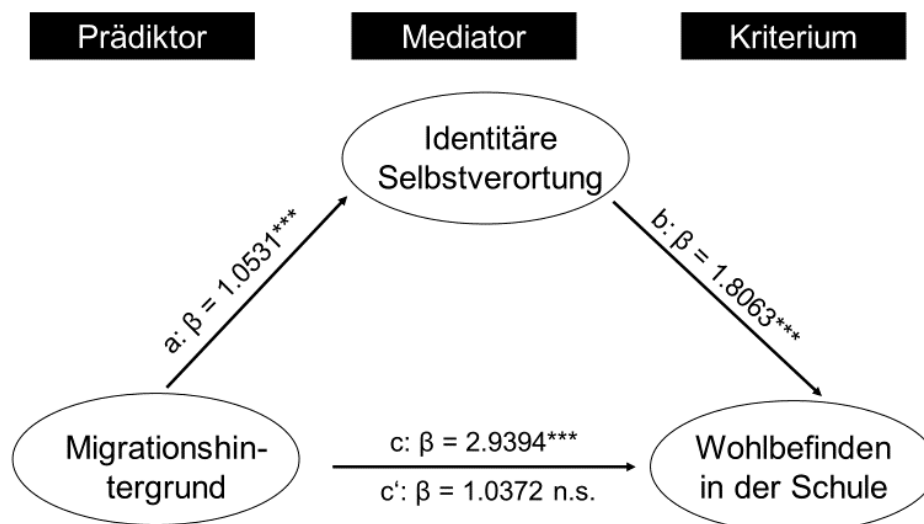 Prädiktor
Mediator
Kriterium
Identitäre
Selbstverortung
a: β = 1.0531***
b: β = 1.8063***
Migrationshin-
tergrund
c: β = 2.9394***
c‘: β = 1.0372 n.s.
Wohlbefinden
in der Schule